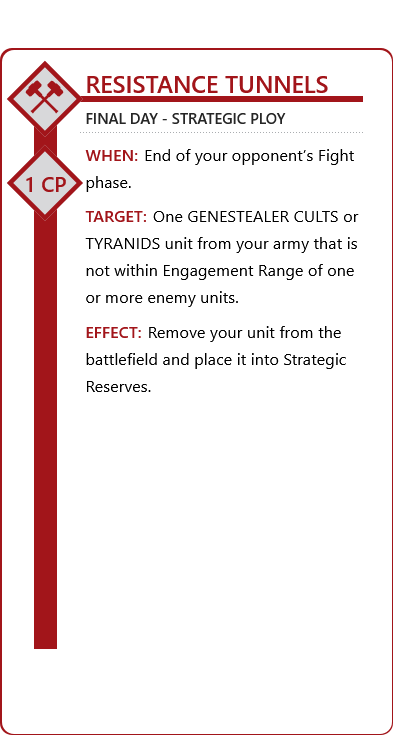 RESISTANCE TUNNELS
FINAL DAY - STRATEGIC PLOY
1 CP
WHEN: End of your opponent’s Fight
phase.
TARGET: One GENESTEALER CULTS or
TYRANIDS unit from your army that is
not within Engagement Range of one
or more enemy units.
EFFECT: Remove your unit from the
battlefield and place it into Strategic
Reserves.